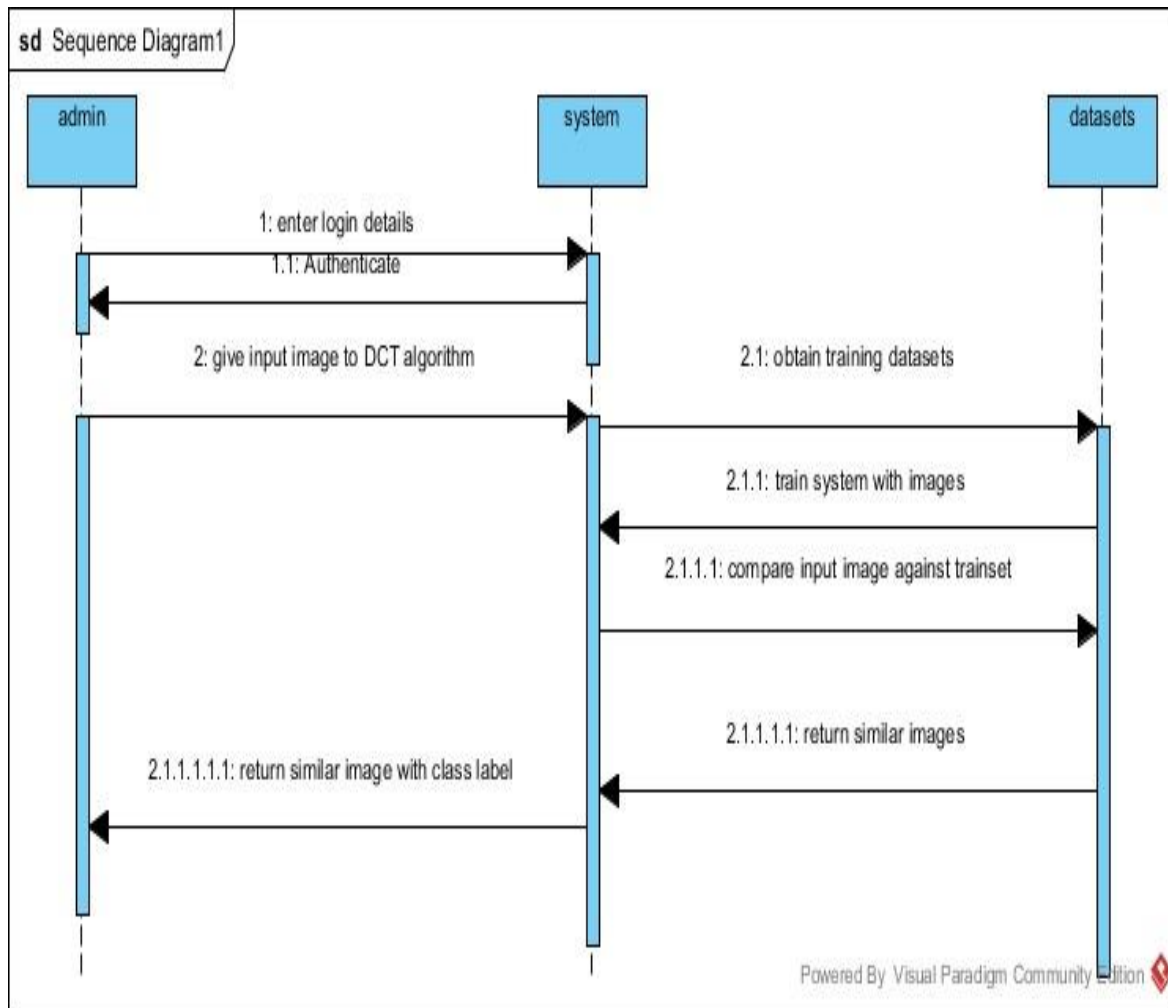 sd Sequence Diagram1
admin
system
datasets
1: enter login details
1.1: Authenticate
2: give input image to DCT algorithm
2.1: obtain training datasets
2.1.1: train system with images
2.1.1.1: compare input image against trainset
2.1.1.1.1: return similar images
2.1.1.1.1.1: return similar image with class label
Powered By Visual Paradigm Community Edition